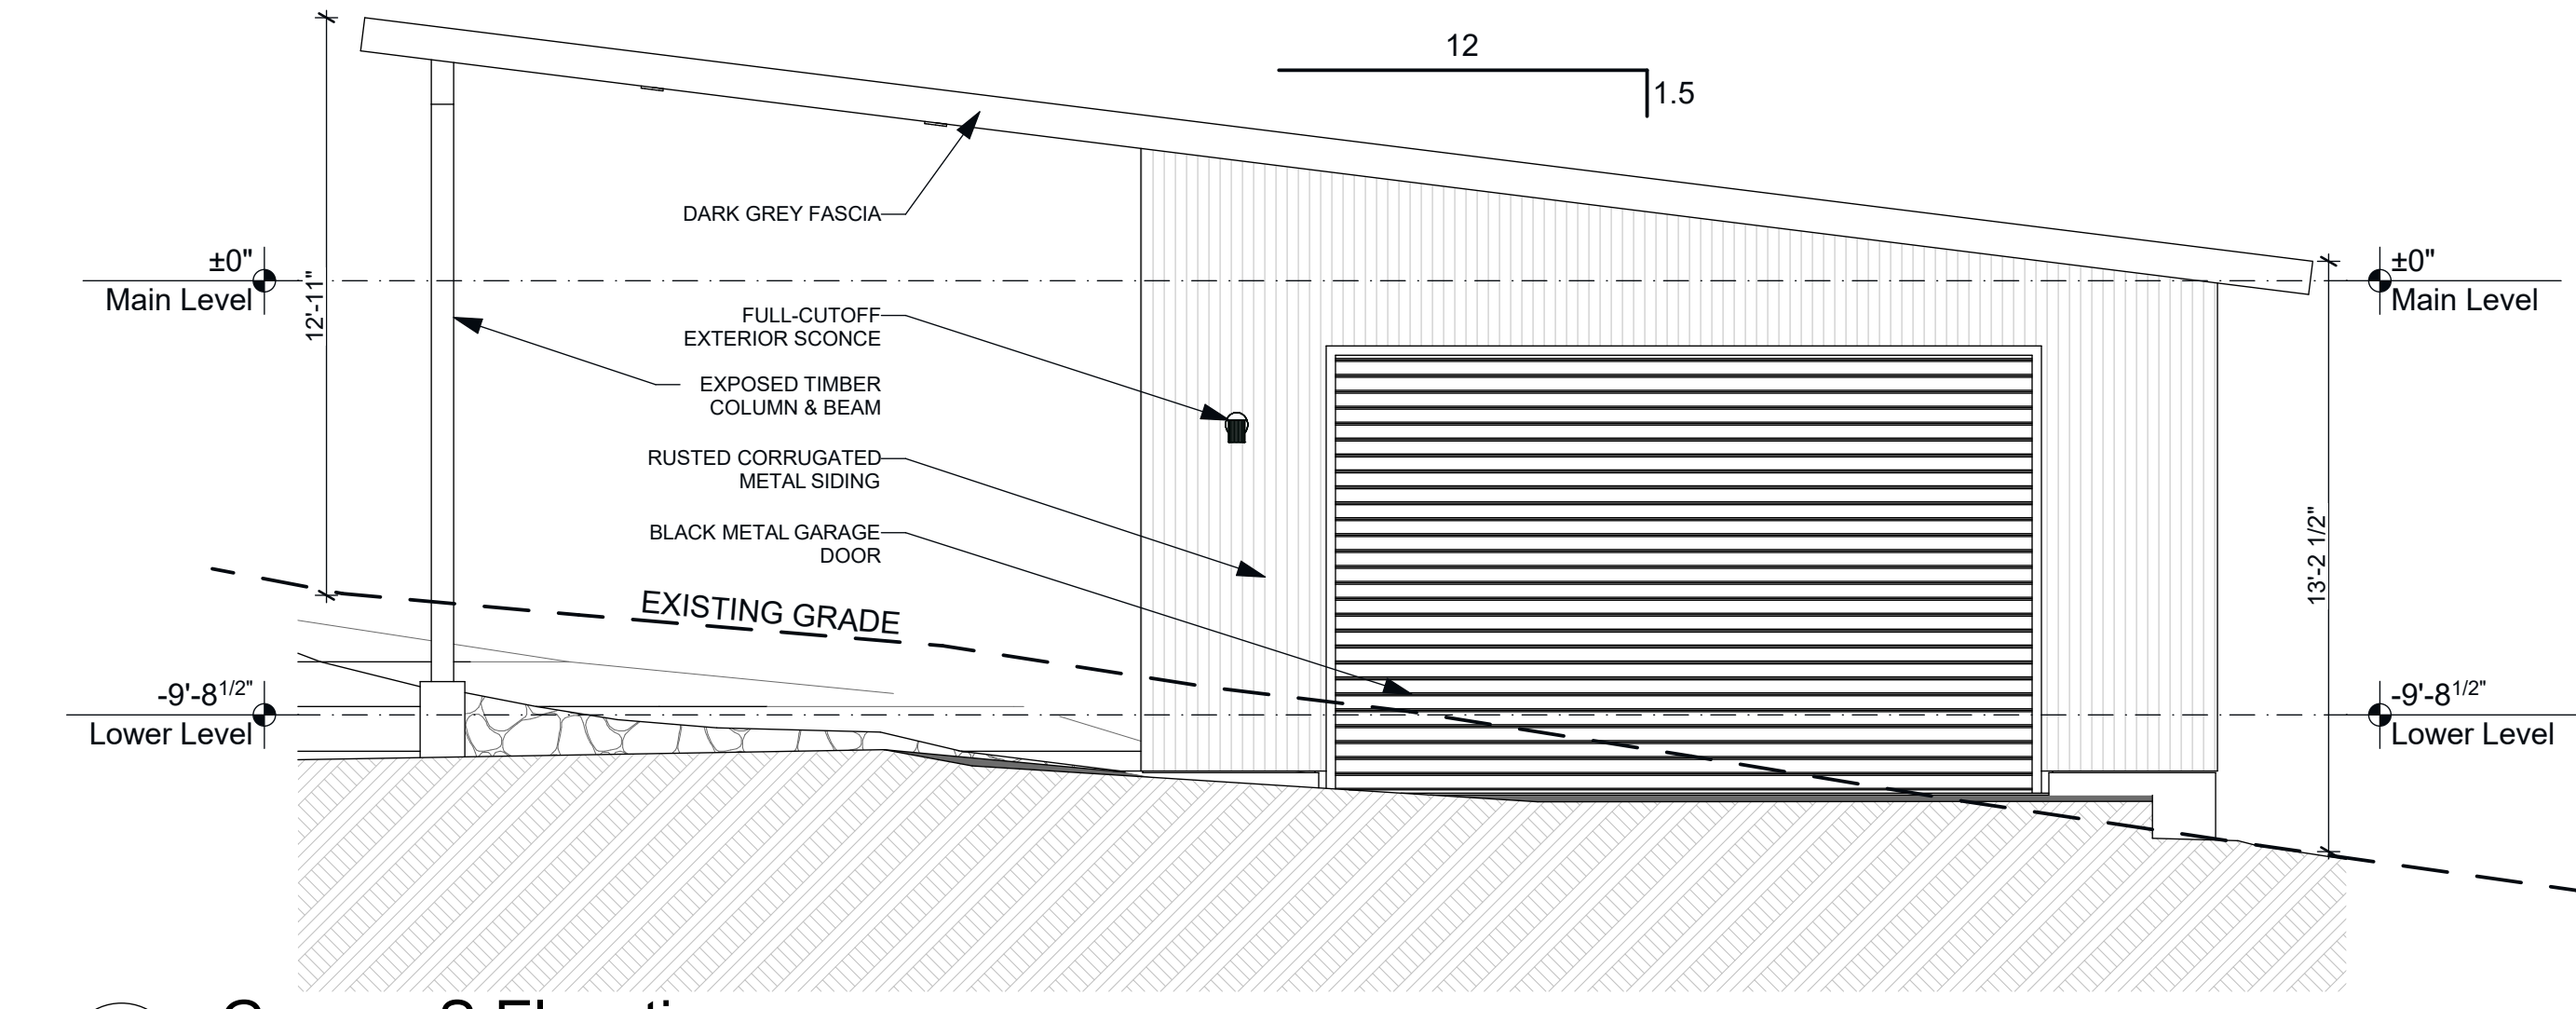 12
1.5
DARK GREY FASCIA
±0"
Main Level
±0"
Main Level
12'-11"
FULL-CUTOFF
EXTERIOR SCONCE
EXPOSED TIMBER
COLUMN & BEAM
RUSTED CORRUGATED
METAL SIDING
BLACK METAL GARAGE
DOOR
13'-2 1/2"
EXISTING GRADE
-9'-8 1/2"
Lower Level
-9'-8 1/2"
Lower Level